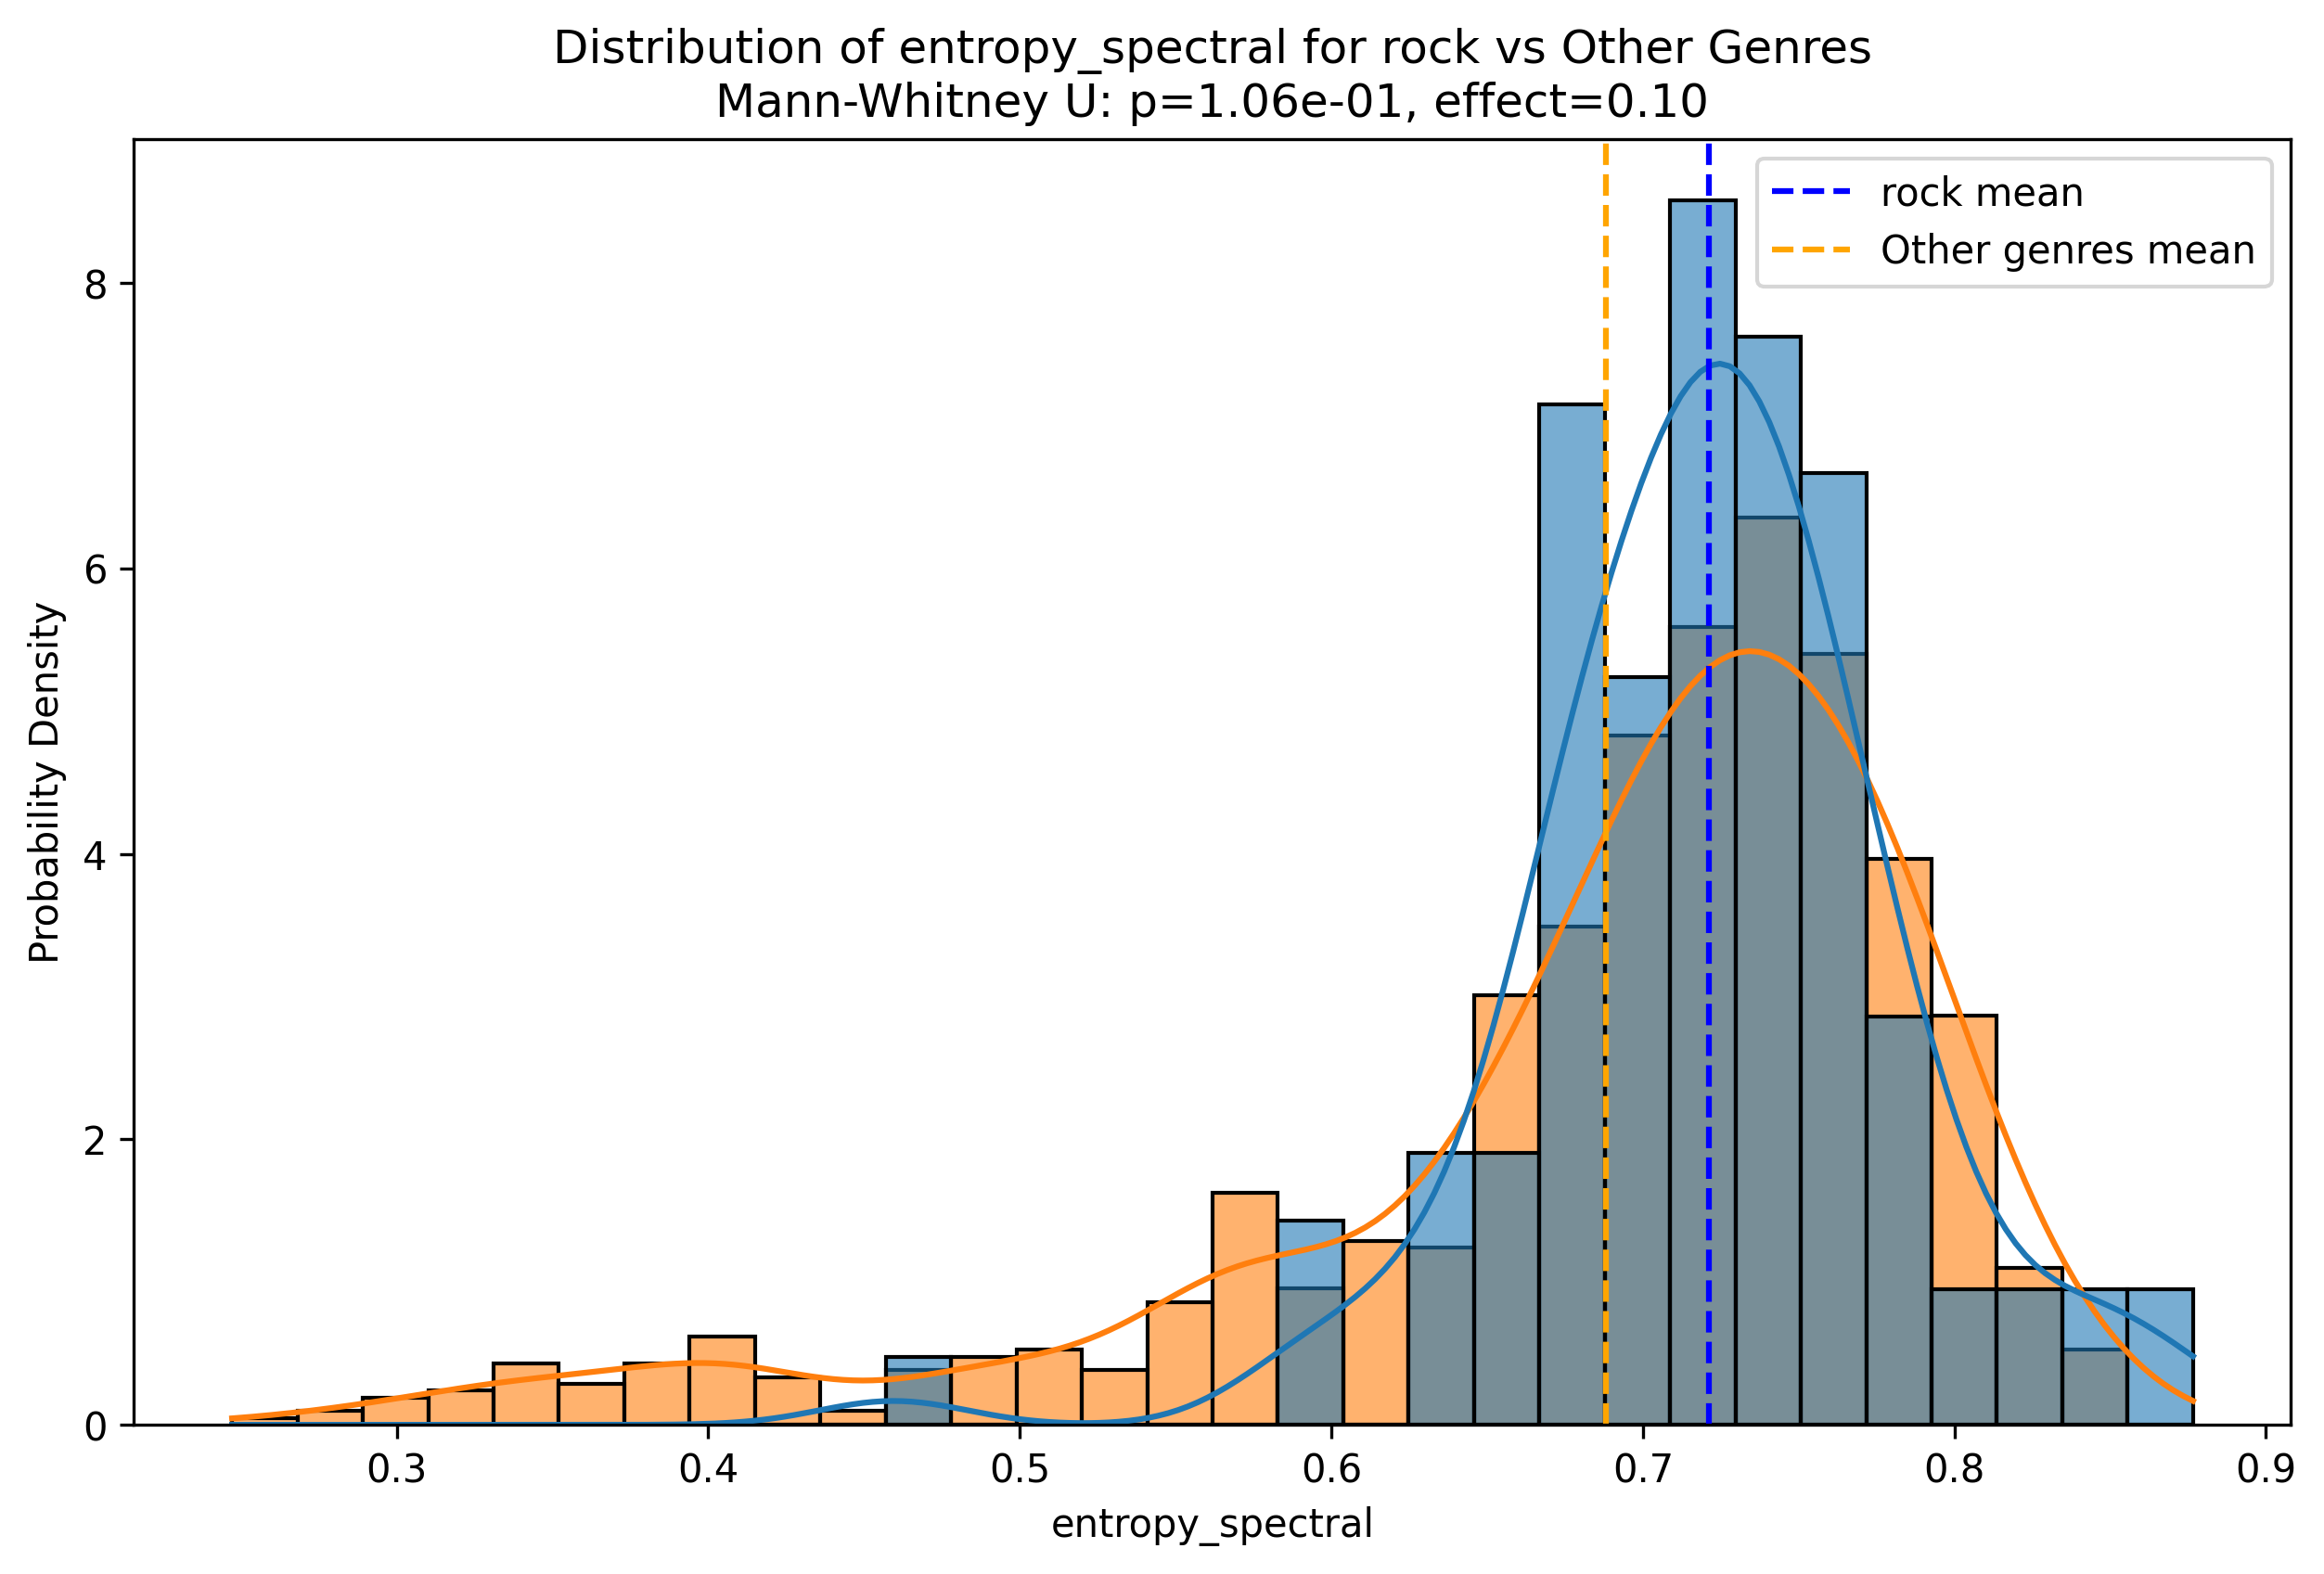 Distribution of entropy_spectral for rock vs Other Genres
Mann-Whitney U: p=1.06e-01, effect=0.10
rock mean
Other genres mean
Probability Density
8
6
4
2
0
0.3 0.4 0.5 0.6 0.7 0.8 0.9
entropy_spectral